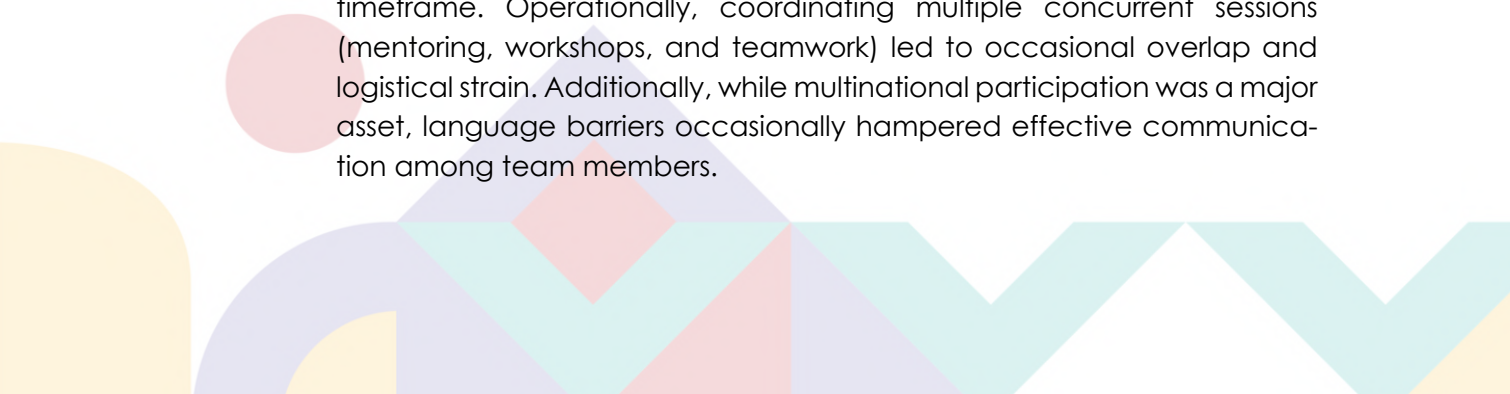 timeframe. Operationally, coordinating multiple concurrent sessions
(mentoring, workshops, and teamwork) led to occasional overlap and
logistical strain. Additionally, while multinational participation was a major
asset, language barriers occasionally hampered effective communica-
tion among team members.